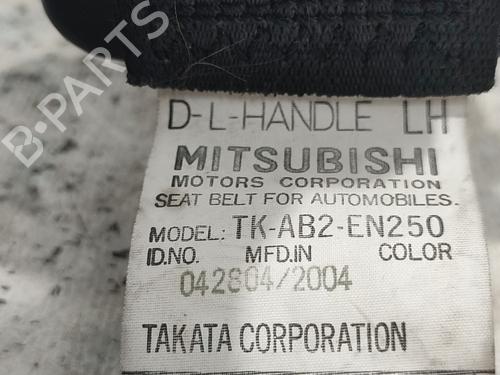 B-PARTS
D-L-HANDLE LH
MITSUBISHI
MOTORS CORPORATION
SEAT BELT FOR AUTOMOBILES.
MODEL: TK-AB2-EN250
ID.NO. MFD.IN COLOR
042804/2004
TAKATA CORPORATION